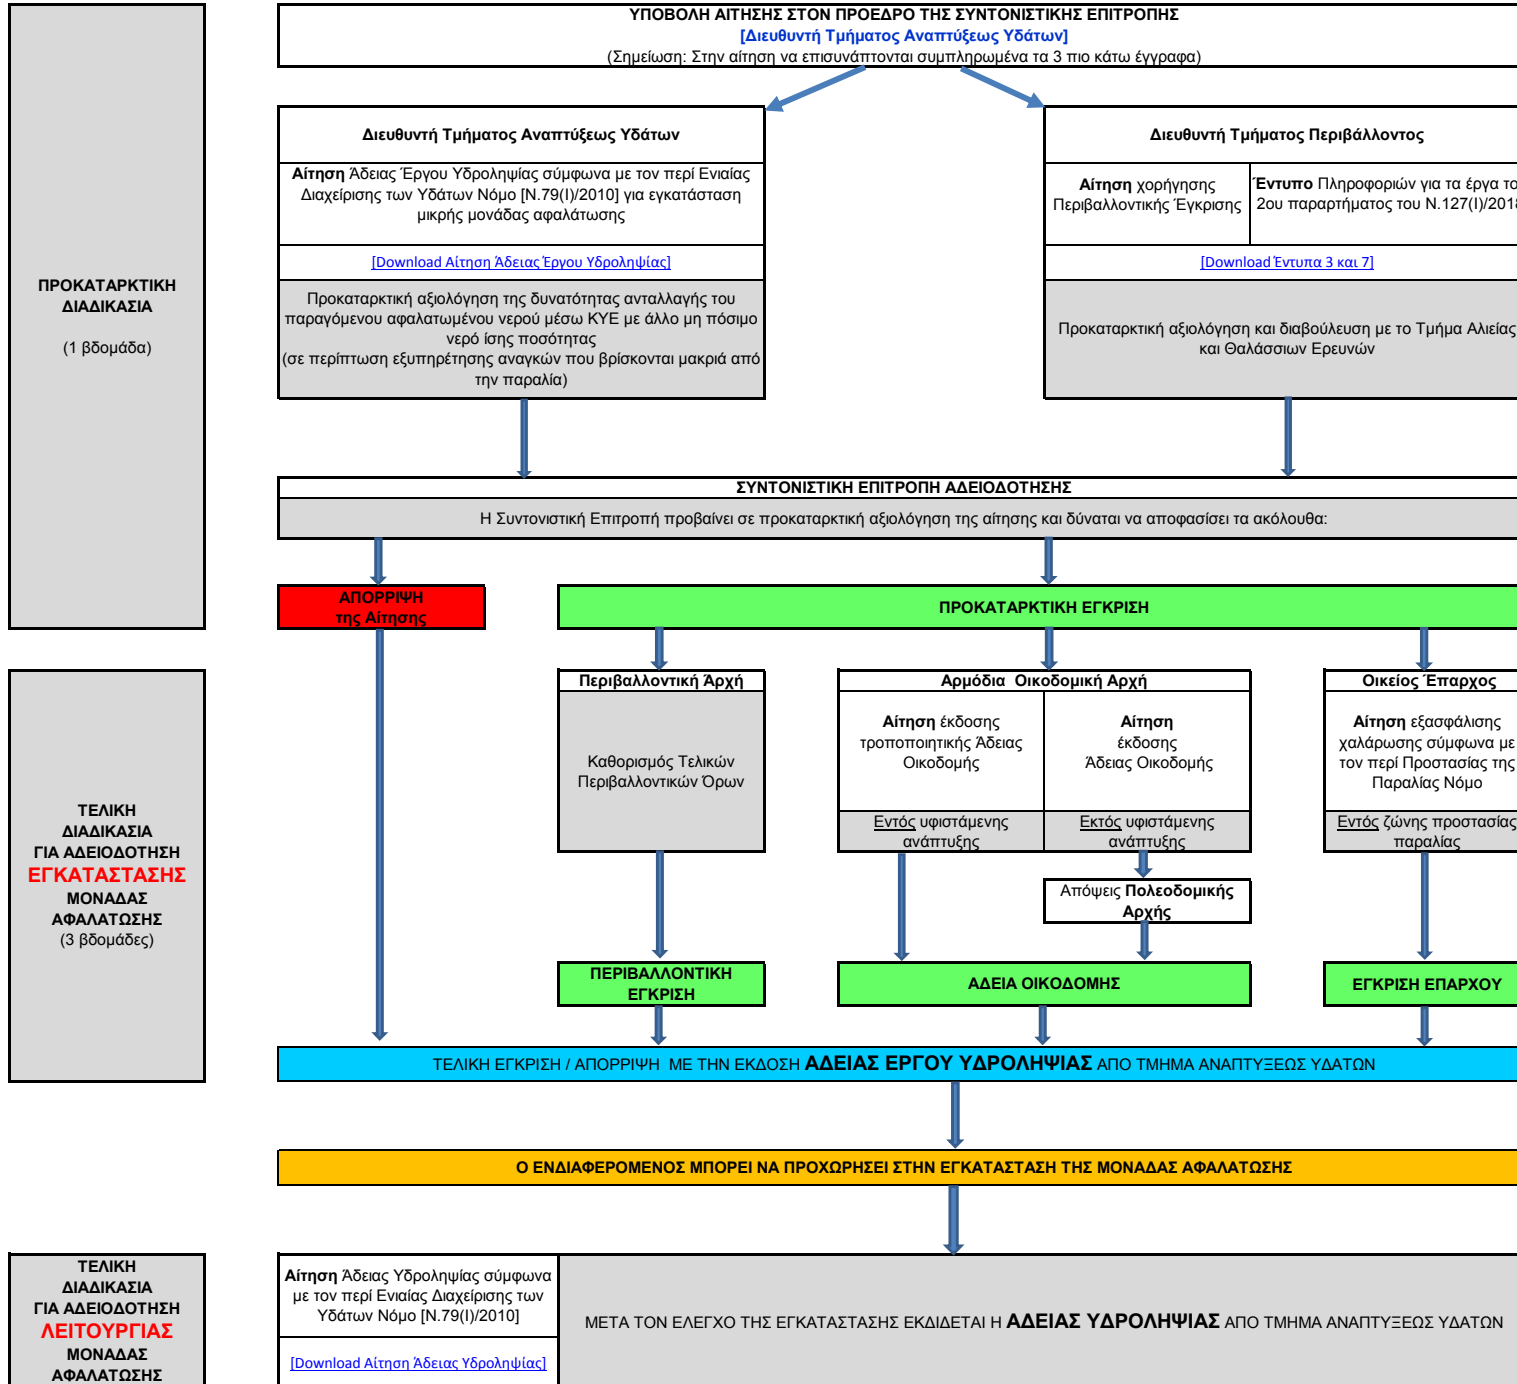 ΥΠΟΒΟΛΗ ΑΙΤΗΣΗΣ ΣΤΟΝ ΠΡΟΕΔΡΟ ΤΗΣ ΣΥΝΤΟΝΙΣΤΙΚΗΣ ΕΠΙΤΡΟΠΗΣ
[Διευθυντή Τμήματος Αναπτύξεως Υδάτων]
(Σημείωση: Στην αίτηση να επισυνάπτονται συμπληρωμένα τα 3 πιο κάτω έγγραφα)
ΠΡΟΚΑΤΑΡΚΤΙΚΗ
ΔΙΑΔΙΚΑΣΙΑ
(1 βδομάδα)
Διευθυντή Τμήματος Αναπτύξεως Υδάτων
Αίτηση Άδειας Έργου Υδροληψίας σύμφωνα με τον περί Ενιαίας
Διαχείρισης των Υδάτων Νόμο [Ν.79(Ι)/2010] για εγκατάσταση
μικρής μονάδας αφαλάτωσης
[Download Αίτηση Άδειας Έργου Υδροληψίας]
Προκαταρκτική αξιολόγηση της δυνατότητας ανταλλαγής του
παραγόμενου αφαλατωμένου νερού μέσω ΚΥΕ με άλλο μη πόσιμο
νερό ίσης ποσότητας
(σε περίπτωση εξυπηρέτησης αναγκών που βρίσκονται μακριά από
την παραλία)
Διευθυντή Τμήματος Περιβάλλοντος
Αίτηση χορήγησης
Περιβαλλοντικής Έγκρισης
Έντυπο Πληροφοριών για τα έργα το
2ου παραρτήματος του Ν.127(Ι)/2018
[Download Έντυπα 3 και 7]
Προκαταρκτική αξιολόγηση και διαβούλευση με το Τμήμα Αλιείας
και Θαλάσσιων Ερευνών
ΣΥΝΤΟΝΙΣΤΙΚΗ ΕΠΙΤΡΟΠΗ ΑΔΕΙΟΔΟΤΗΣΗΣ
Η Συντονιστική Επιτροπή προβαίνει σε προκαταρκτική αξιολόγηση της αίτησης και δύναται να αποφασίσει τα ακόλουθα:
ΑΠΟΡΡΙΨΗ
της Αίτησης
ΠΡΟΚΑΤΑΡΚΤΙΚΗ ΕΓΚΡΙΣΗ
ΤΕΛΙΚΗ
ΔΙΑΔΙΚΑΣΙΑ
ΓΙΑ ΑΔΕΙΟΔΟΤΗΣΗ
ΕΓΚΑΤΑΣΤΑΣΗΣ
ΜΟΝΑΔΑΣ
ΑΦΑΛΑΤΩΣΗΣ
(3 βδομάδες)
Περιβαλλοντική Άρχή
Καθορισμός Τελικών
Περιβαλλοντικών Όρων
Αρμόδια Οικοδομική Αρχή
Αίτηση έκδοσης
τροποποιητικής Άδειας
Οικοδομής
Εντός υφιστάμενης
ανάπτυξης
Αίτηση
έκδοσης
Άδειας Οικοδομής
Εκτός υφιστάμενης
ανάπτυξης
Απόψεις Πολεοδομικής
Αρχής
Οικείος Έπαρχος
Αίτηση εξασφάλισης
χαλάρωσης σύμφωνα με
τον περί Προστασίας της
Παραλίας Νόμο
Εντός ζώνης προστασίας
παραλίας
ΠΕΡΙΒΑΛΛΟΝΤΙΚΗ
ΕΓΚΡΙΣΗ
ΑΔΕΙΑ ΟΙΚΟΔΟΜΗΣ
ΕΓΚΡΙΣΗ ΕΠΑΡΧΟΥ
ΤΕΛΙΚΗ ΕΓΚΡΙΣΗ / ΑΠΟΡΡΙΨΗ ΜΕ ΤΗΝ ΕΚΔΟΣΗ ΑΔΕΙΑΣ ΕΡΓΟΥ ΥΔΡΟΛΗΨΙΑΣ ΑΠΟ ΤΜΗΜΑ ΑΝΑΠΤΥΞΕΩΣ ΥΔΑΤΩΝ
Ο ΕΝΔΙΑΦΕΡΟΜΕΝΟΣ ΜΠΟΡΕΙ ΝΑ ΠΡΟΧΩΡΗΣΕΙ ΣΤΗΝ ΕΓΚΑΤΑΣΤΑΣΗ ΤΗΣ ΜΟΝΑΔΑΣ ΑΦΑΛΑΤΩΣΗΣ
ΤΕΛΙΚΗ
ΔΙΑΔΙΚΑΣΙΑ
ΓΙΑ ΑΔΕΙΟΔΟΤΗΣΗ
ΛΕΙΤΟΥΡΓΙΑΣ
ΜΟΝΑΔΑΣ
ΑΦΑΛΑΤΩΣΗΣ
Αίτηση Άδειας Υδροληψίας σύμφωνα
με τον περί Ενιαίας Διαχείρισης των
Υδάτων Νόμο [Ν.79(Ι)/2010]
[Download Αίτηση Άδειας Υδροληψίας]
ΜΕΤΑ ΤΟΝ ΕΛΕΓΧΟ ΤΗΣ ΕΓΚΑΤΑΣΤΑΣΗΣ ΕΚΔΙΔΕΤΑΙ Η ΑΔΕΙΑΣ ΥΔΡΟΛΗΨΙΑΣ ΑΠΟ ΤΜΗΜΑ ΑΝΑΠΤΥΞΕΩΣ ΥΔΑΤΩΝ